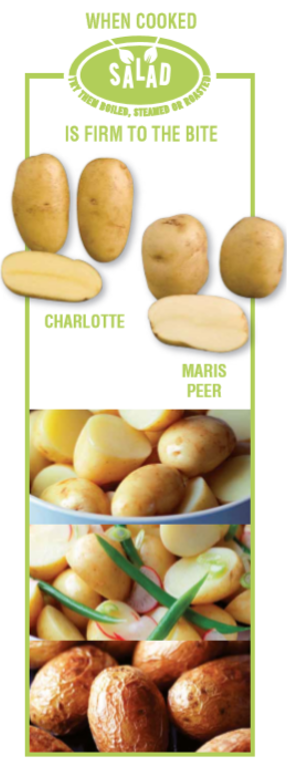 WHEN COOKED
SALAD
TRY THEM BOILED, STEAMED OR ROASTED
IS FIRM TO THE BITE
CHARLOTTE
MARIS
PEER